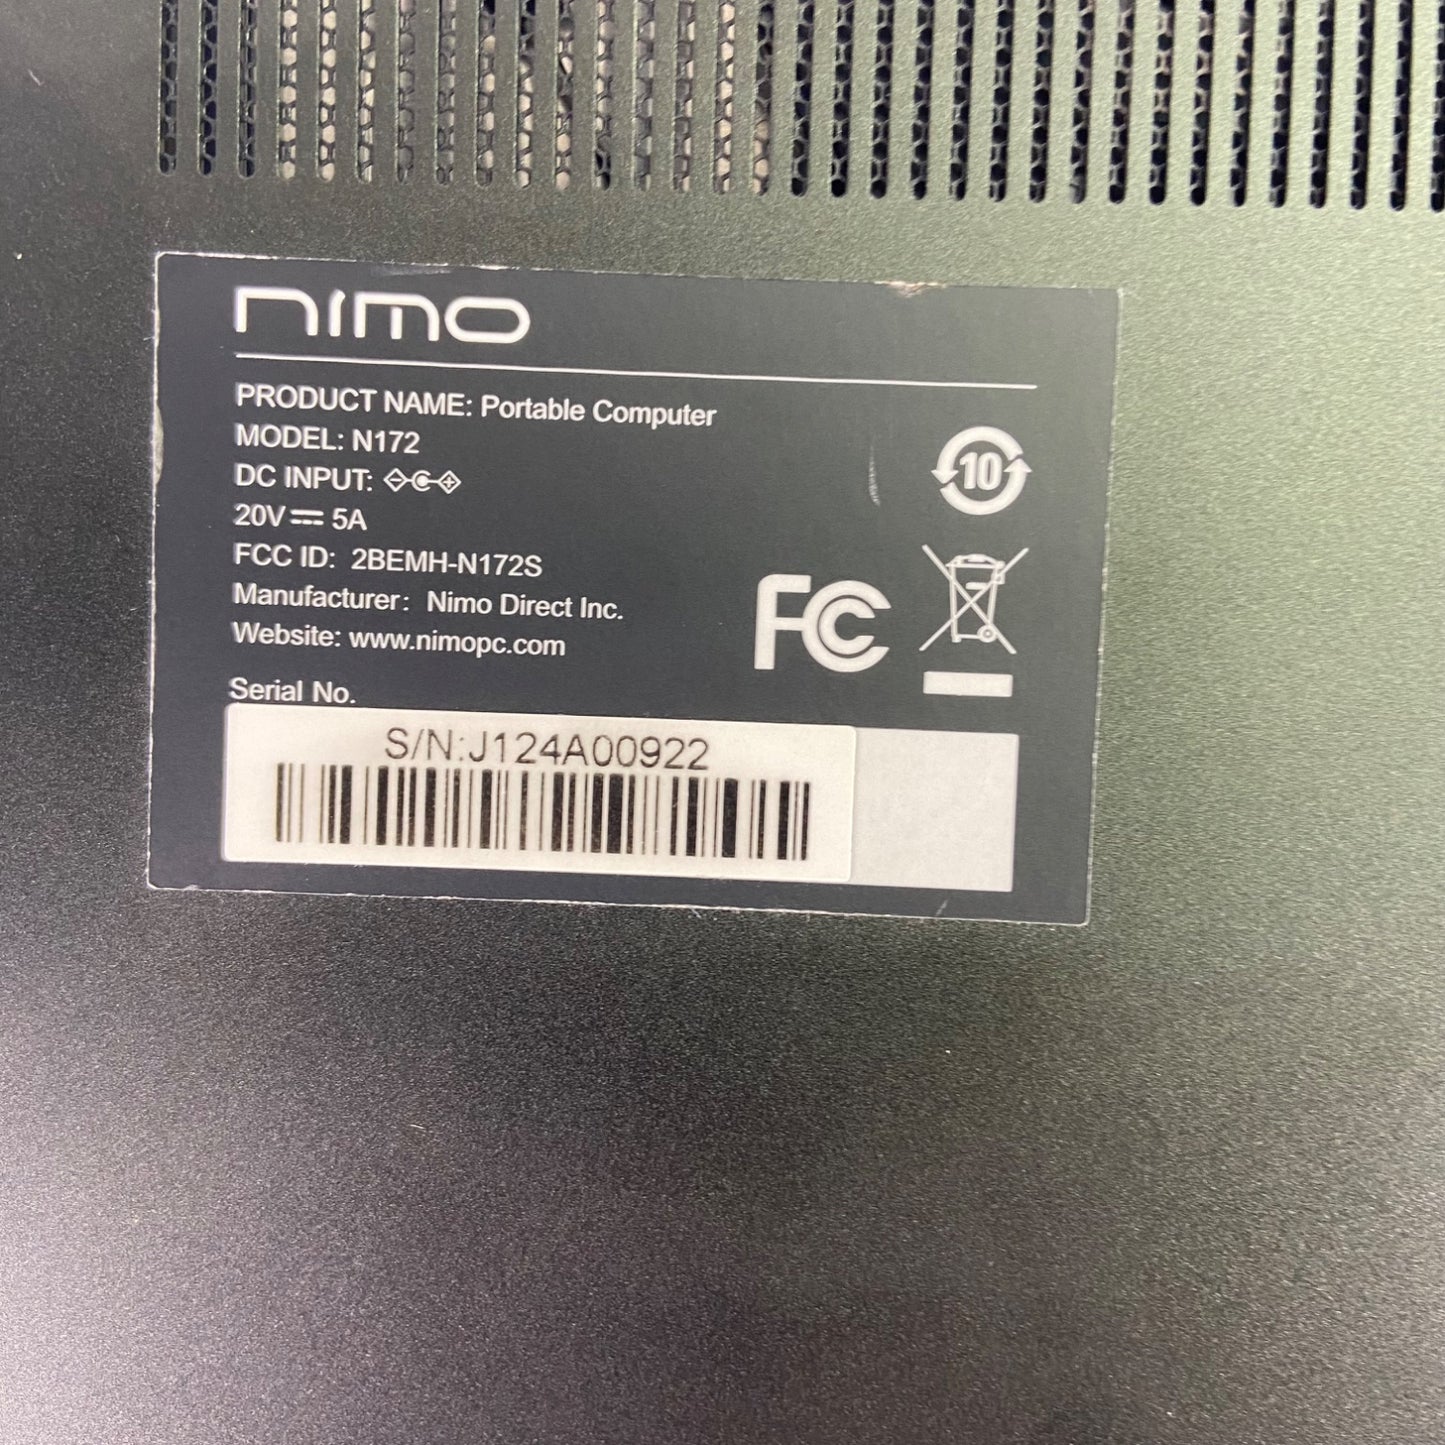 nimo
PRODUCT NAME: Portable Computer
MODEL: N172
DC INPUT:
20V⎓ 5A
FCC ID: 2BEMH-N172S
Manufacturer: Nimo Direct Inc.
Website: www.nimopc.com
10
FC
Serial No.
S/N:J124A00922